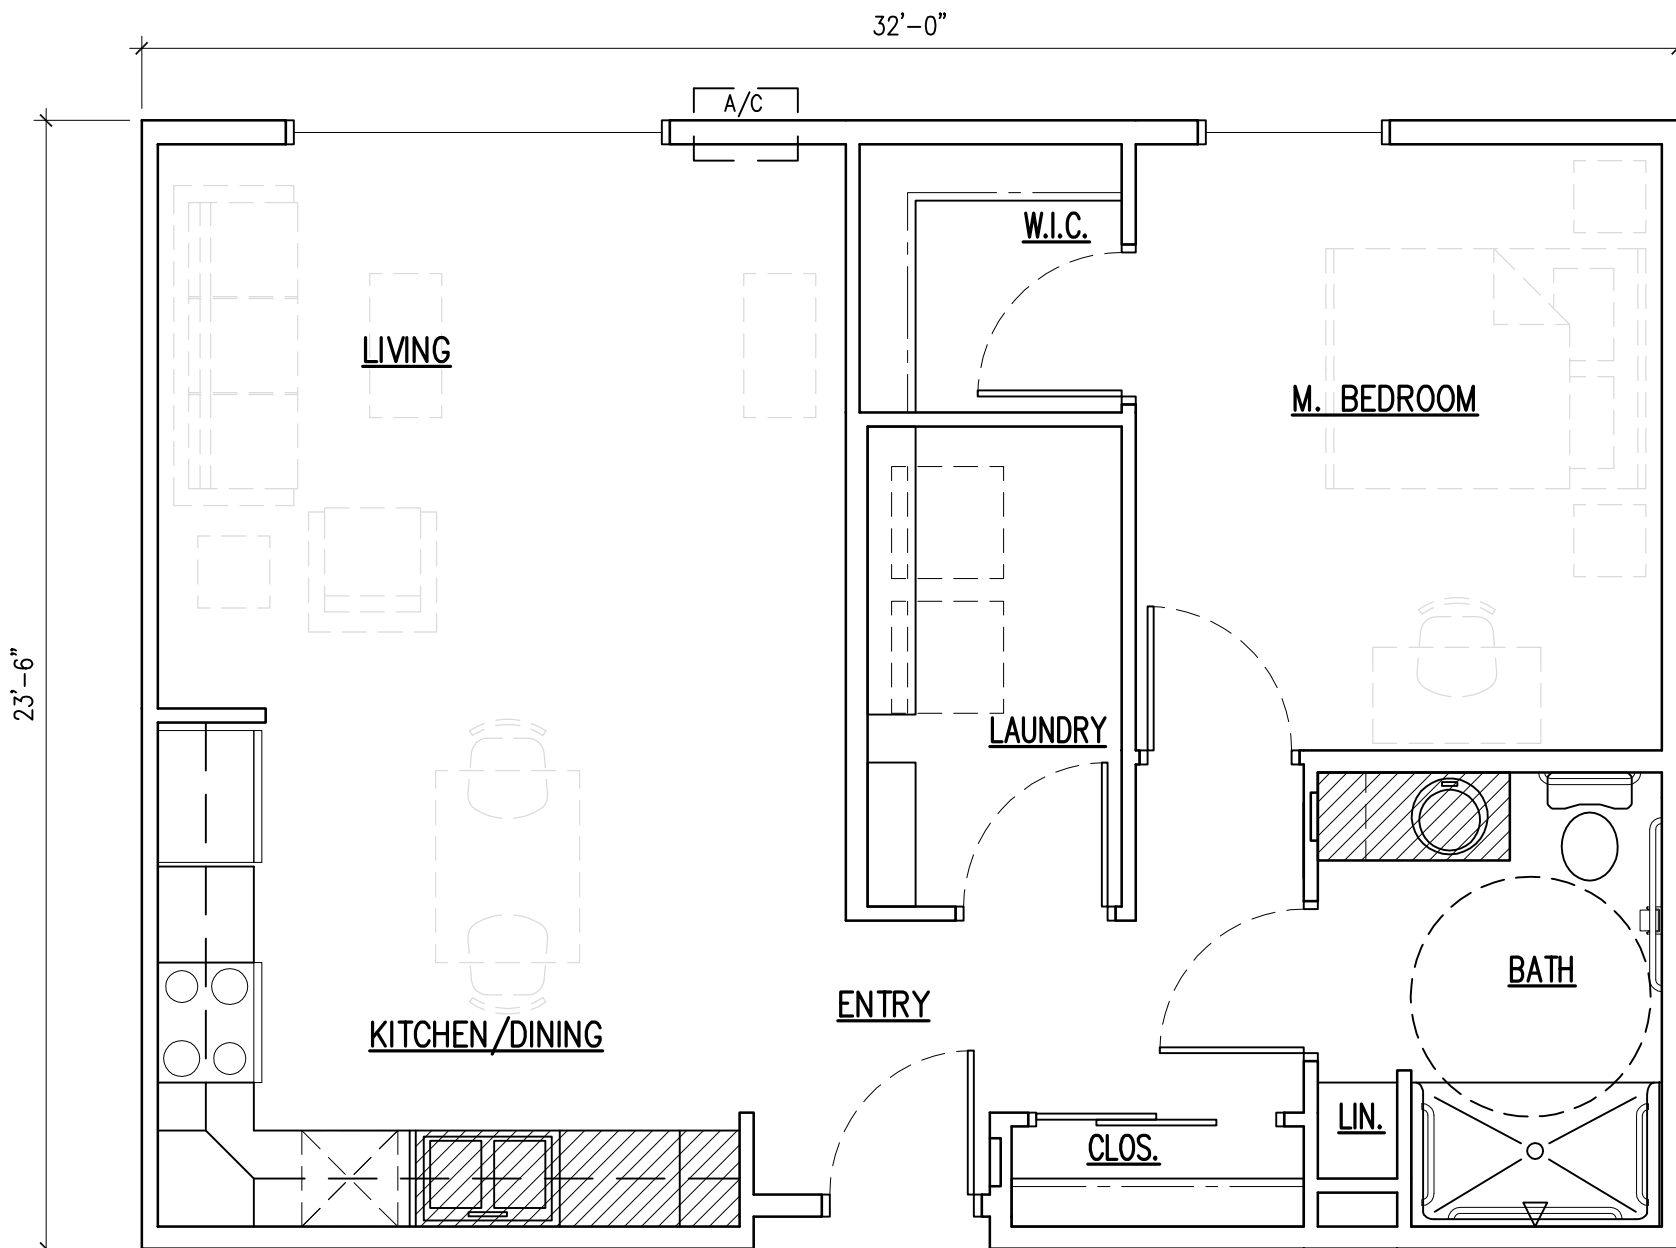 32'-0"
A/C
W.I.C.
LIVING
M. BEDROOM
23'-6"
LAUNDRY
BATH
ENTRY
KITCHEN/DINING
LIN.
CLOS.